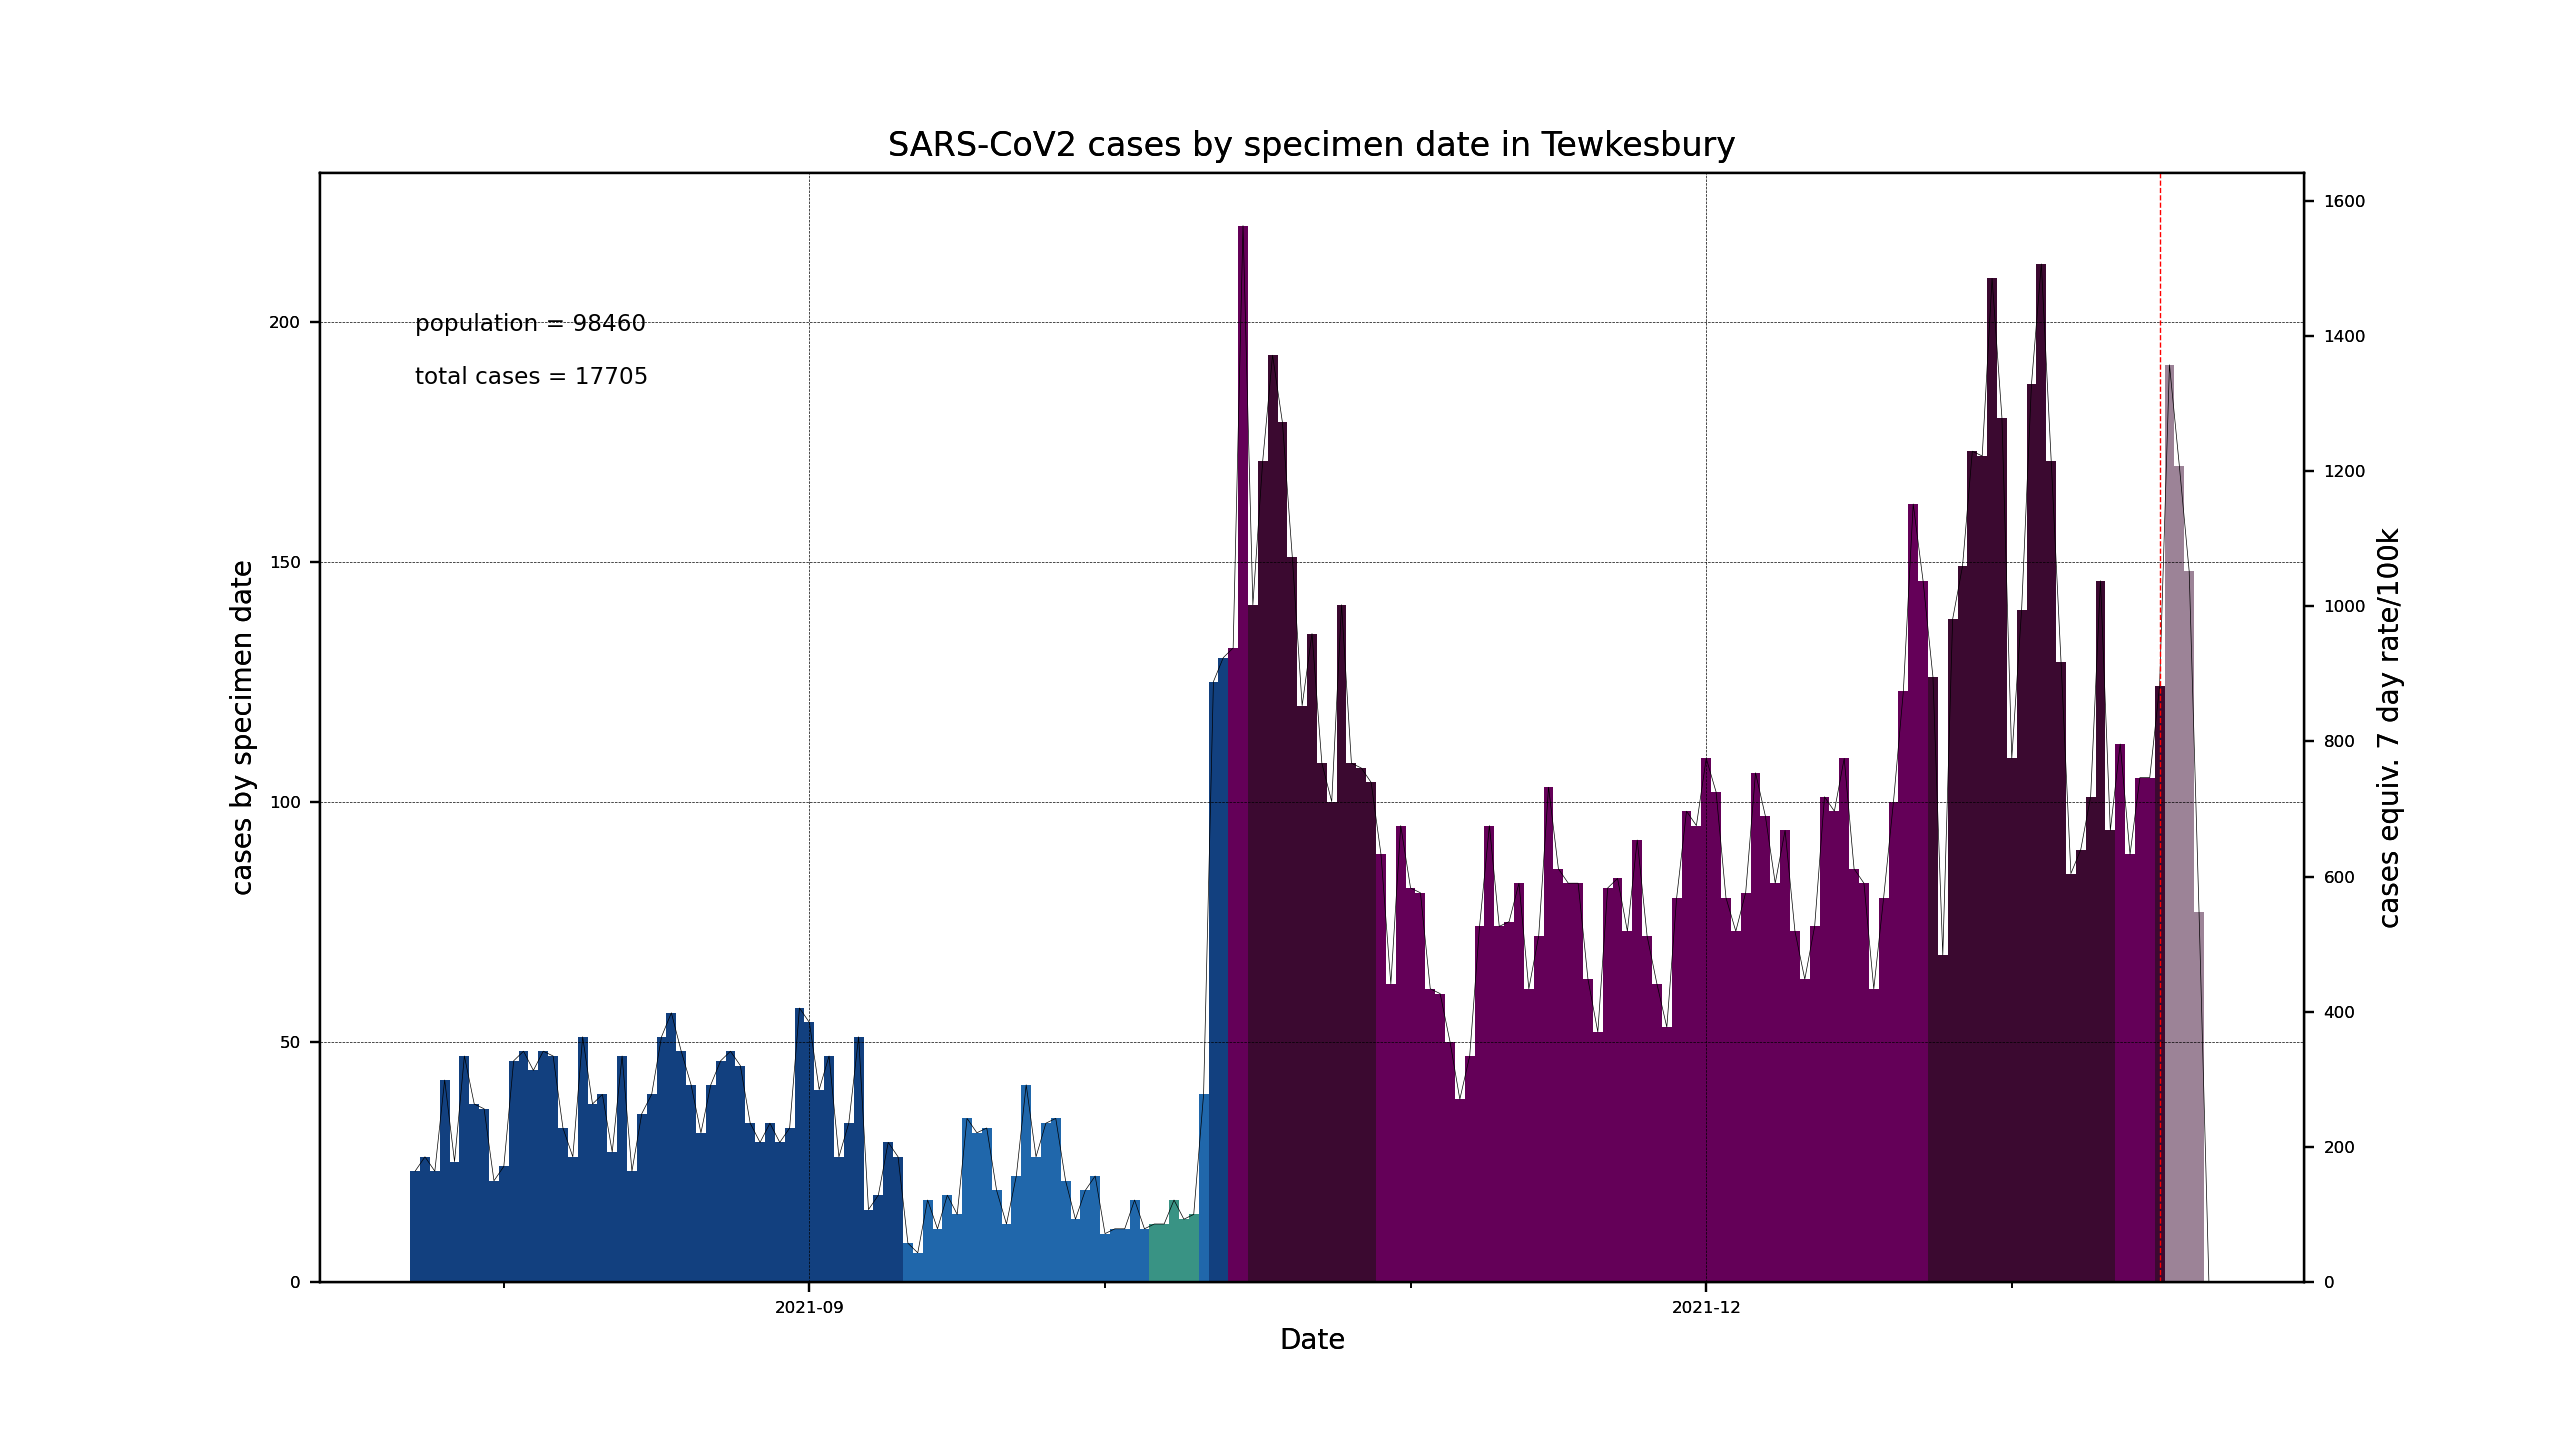 SARS-CoV2 cases by specimen date in Tewkesbury
population = 98460
total cases = 17705
cases by specimen date
200
150
100
50
0
1600
1400
1200
1000
800
600
400
200
0
cases equiv. 7 day rate/100k
2021-09
2021-12
Date